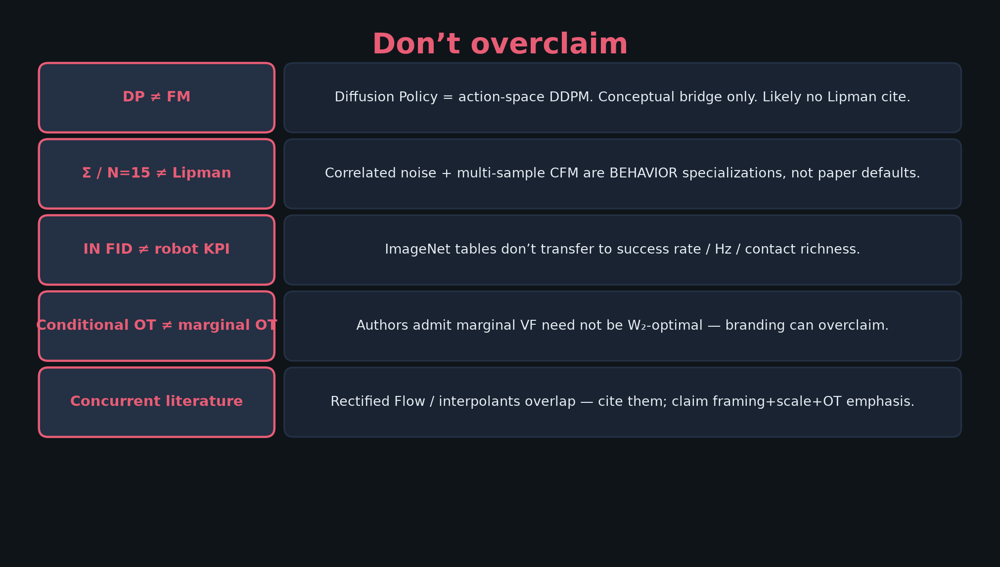 Don’t overclaim
DP ≠ FM
Diffusion Policy = action-space DDPM. Conceptual bridge only. Likely no Lipman cite.
Σ / N=15 ≠ Lipman
Correlated noise + multi-sample CFM are BEHAVIOR specializations, not paper defaults.
IN FID ≠ robot KPI
ImageNet tables don’t transfer to success rate / Hz / contact richness.
Conditional OT ≠ marginal OT
Authors admit marginal VF need not be W₂-optimal — branding can overclaim.
Concurrent literature
Rectified Flow / interpolants overlap — cite them; claim framing+scale+OT emphasis.